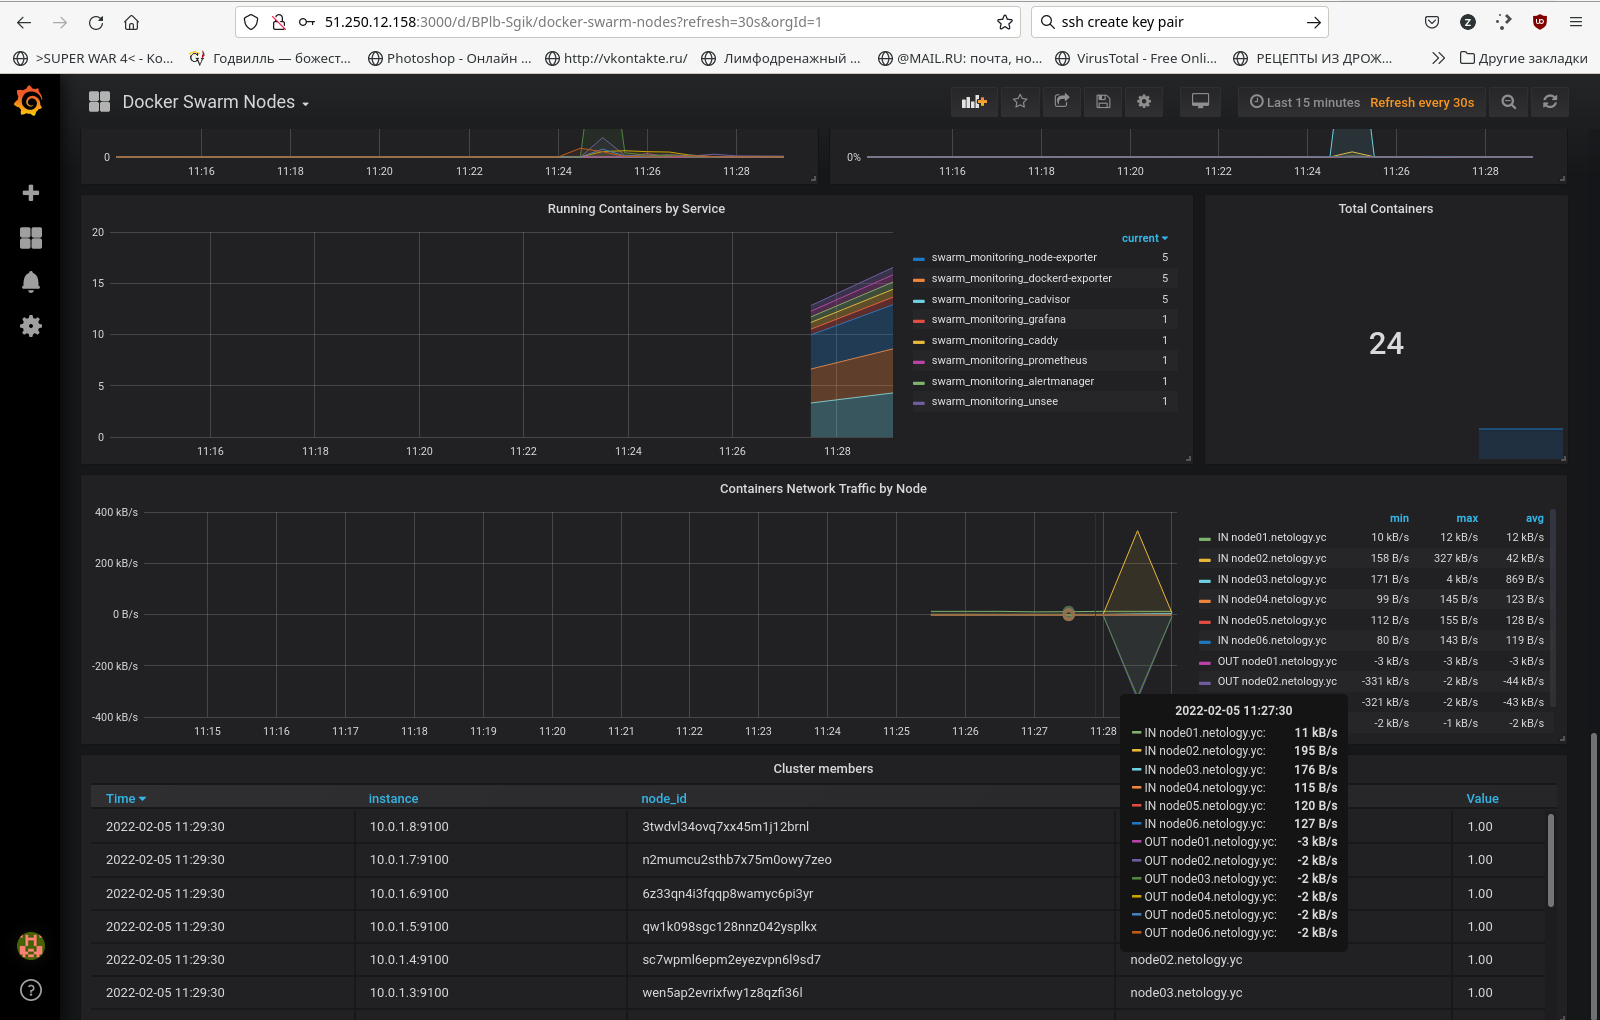 51.250.12.158:3000/d/BPlb-Sgik/docker-swarm-nodes?refresh=30s&orgId=1
ssh create key pair
>SUPER WAR 4< - Ko...
Годвилль — божест...
Photoshop - Онлайн ...
http://vkontakte.ru/
Лимфодренажный ...
@MAIL.RU: почта, но...
VirusTotal - Free Onli...
РЕЦЕПТЫ ИЗ ДРОЖ...
Другие закладки
Docker Swarm Nodes
Last 15 minutes Refresh every 30s
0
11:16 11:18 11:20 11:22 11:24 11:26 11:28
0%
11:16 11:18 11:20 11:22 11:24 11:26 11:28
Running Containers by Service
20
15
10
5
0
11:16 11:18 11:20 11:22 11:24 11:26 11:28
current
swarm_monitoring_node-exporter 5
swarm_monitoring_dockerd-exporter 5
swarm_monitoring_cadvisor 5
swarm_monitoring_grafana 1
swarm_monitoring_caddy 1
swarm_monitoring_prometheus 1
swarm_monitoring_alertmanager 1
swarm_monitoring_unsee 1
Total Containers
24
Containers Network Traffic by Node
400 kB/s
200 kB/s
0 B/s
-200 kB/s
-400 kB/s
11:15 11:16 11:17 11:18 11:19 11:20 11:21 11:22 11:23 11:24 11:25 11:26 11:27 11:28
min max avg
IN node01.netology.yc 10 kB/s 12 kB/s 12 kB/s
IN node02.netology.yc 158 B/s 327 kB/s 42 kB/s
IN node03.netology.yc 171 B/s 4 kB/s 869 B/s
IN node04.netology.yc 99 B/s 145 B/s 123 B/s
IN node05.netology.yc 112 B/s 155 B/s 128 B/s
IN node06.netology.yc 80 B/s 143 B/s 119 B/s
OUT node01.netology.yc -3 kB/s -3 kB/s -3 kB/s
OUT node02.netology.yc -331 kB/s -2 kB/s -44 kB/s
-321 kB/s -2 kB/s -43 kB/s
-2 kB/s -1 kB/s -2 kB/s
2022-02-05 11:27:30
IN node01.netology.yc: 11 kB/s
IN node02.netology.yc: 195 B/s
IN node03.netology.yc: 176 B/s
IN node04.netology.yc: 115 B/s
IN node05.netology.yc: 120 B/s
IN node06.netology.yc: 127 B/s
OUT node01.netology.yc: -3 kB/s
OUT node02.netology.yc: -2 kB/s
OUT node03.netology.yc: -2 kB/s
OUT node04.netology.yc: -2 kB/s
OUT node05.netology.yc: -2 kB/s
OUT node06.netology.yc: -2 kB/s
Cluster members
Time instance node_id Value
2022-02-05 11:29:30 10.0.1.8:9100 3twdvl34ovq7xx45m1j12brnl 1.00
2022-02-05 11:29:30 10.0.1.7:9100 n2mumcu2sthb7x75m0owy7zeo 1.00
2022-02-05 11:29:30 10.0.1.6:9100 6z33qn4i3fqqp8wamyc6pi3yr 1.00
2022-02-05 11:29:30 10.0.1.5:9100 qw1k098sgc128nnz042ysplkx 1.00
2022-02-05 11:29:30 10.0.1.4:9100 sc7wpml6epm2eyezvpn6l9sd7 node02.netology.yc 1.00
2022-02-05 11:29:30 10.0.1.3:9100 wen5ap2evrixfwy1z8qzfi36l node03.netology.yc 1.00